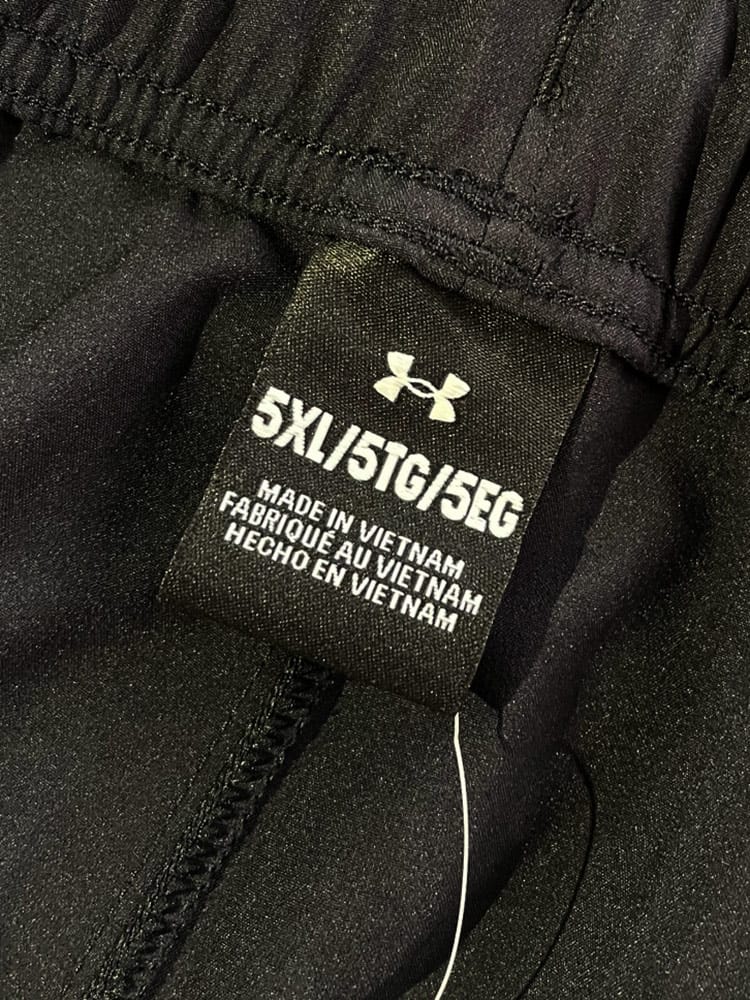 5XL/5TG/5EG
MADE IN VIETNAM
FABRIQUÉ AU VIETNAM
HECHO EN VIETNAM